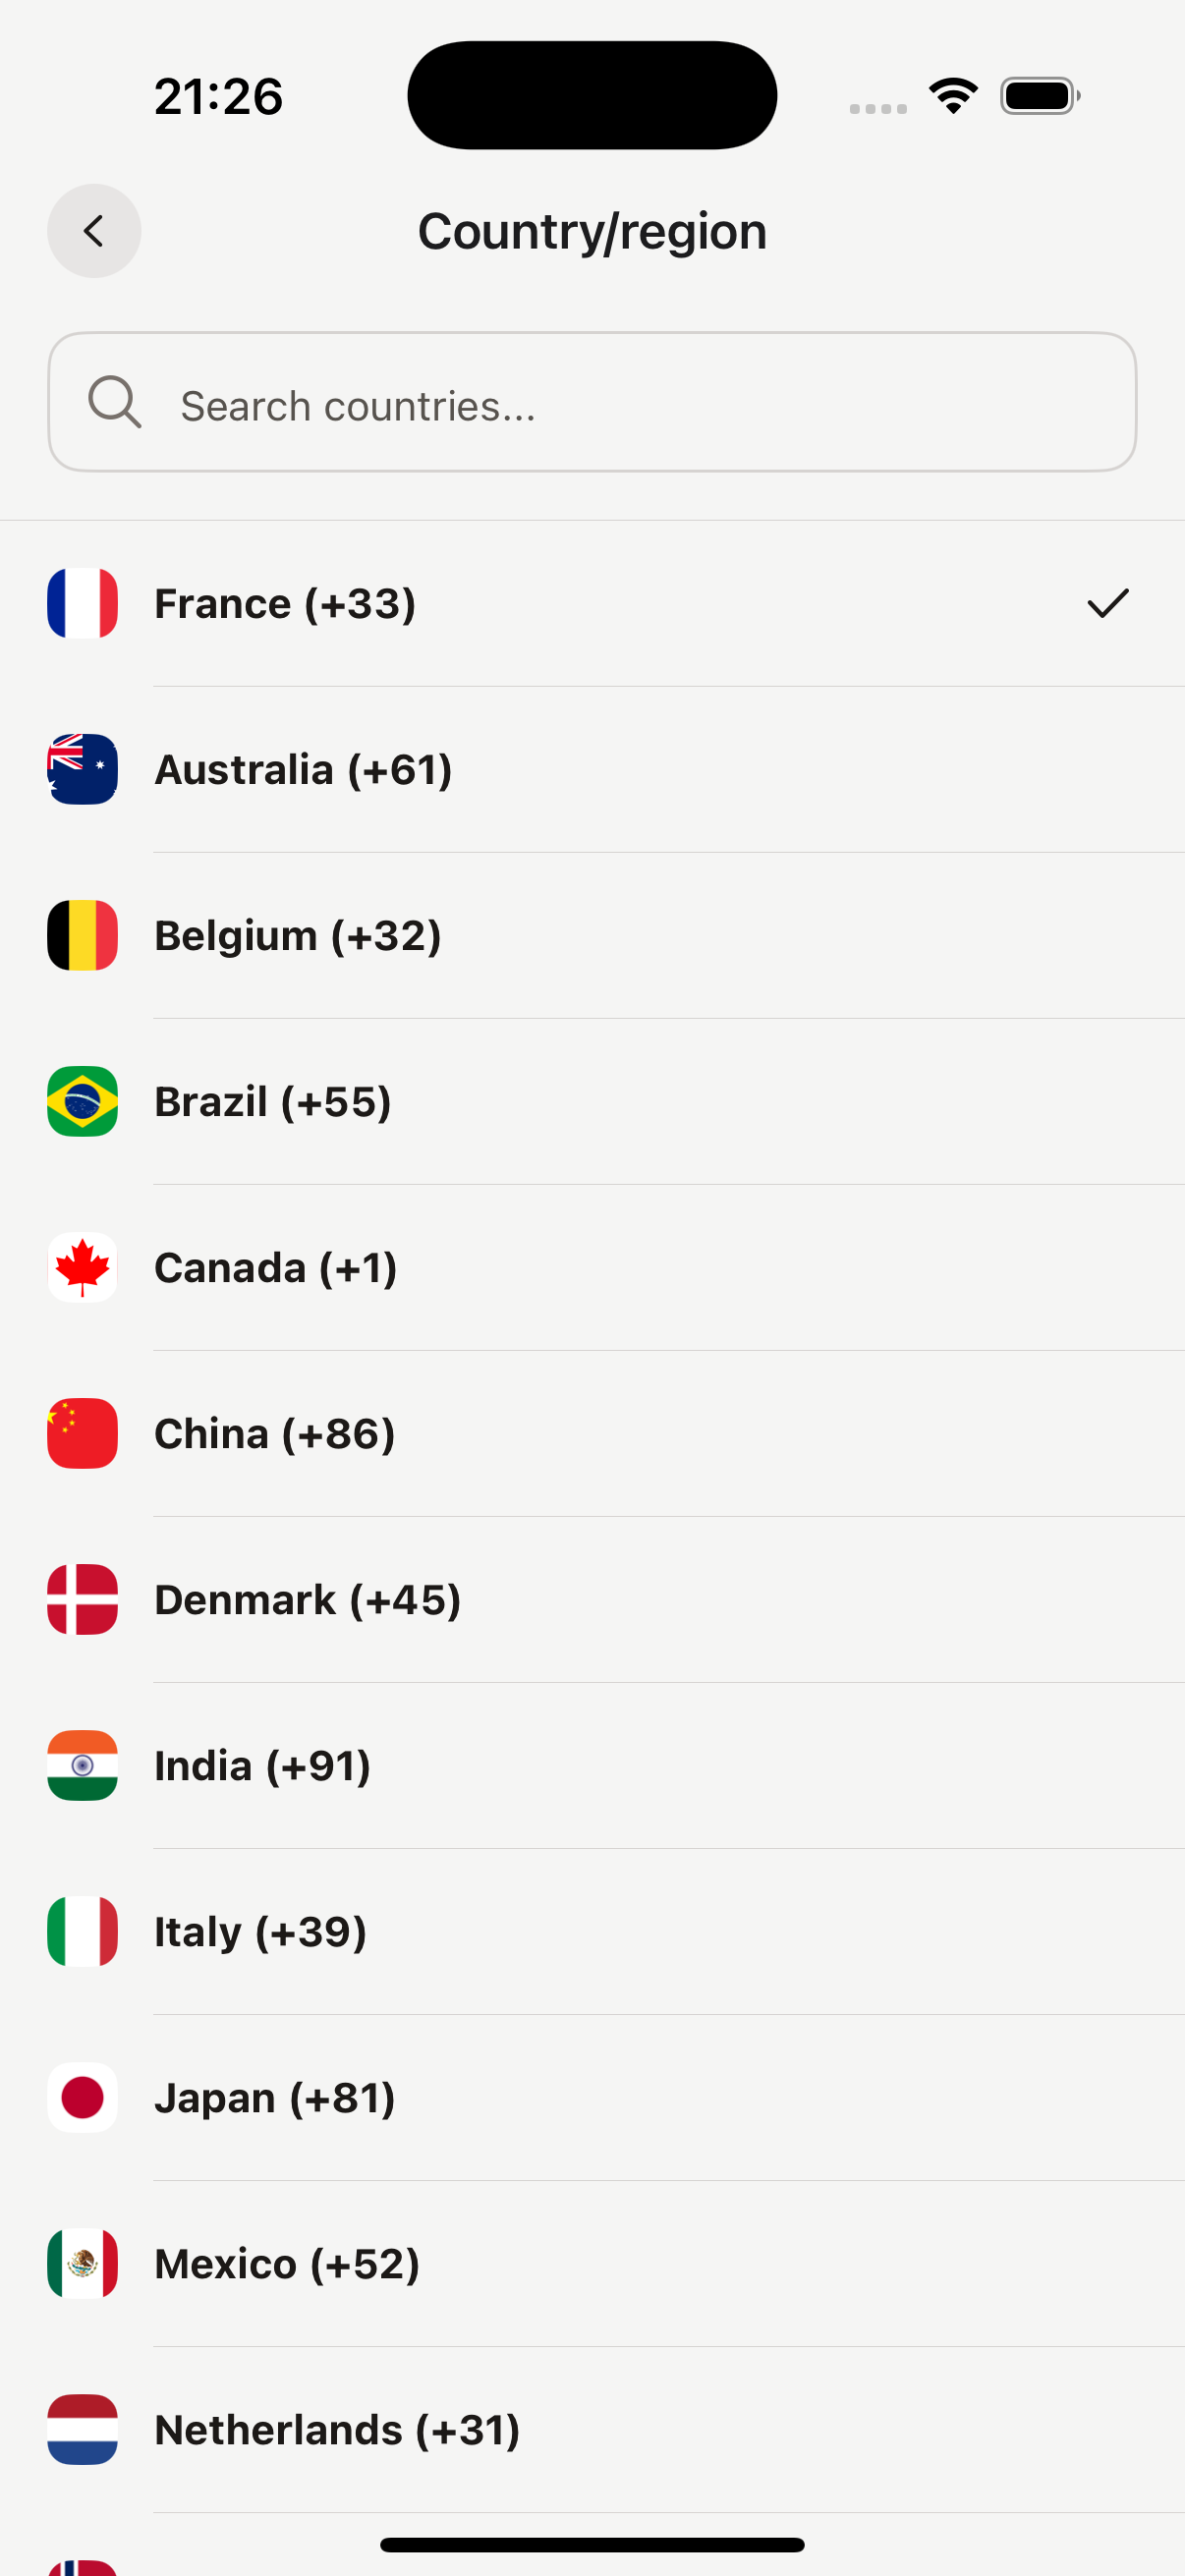 21:26
Country/region
Search countries...
France (+33)
Australia (+61)
Belgium (+32)
Brazil (+55)
Canada (+1)
China (+86)
Denmark (+45)
India (+91)
Italy (+39)
Japan (+81)
Mexico (+52)
Netherlands (+31)